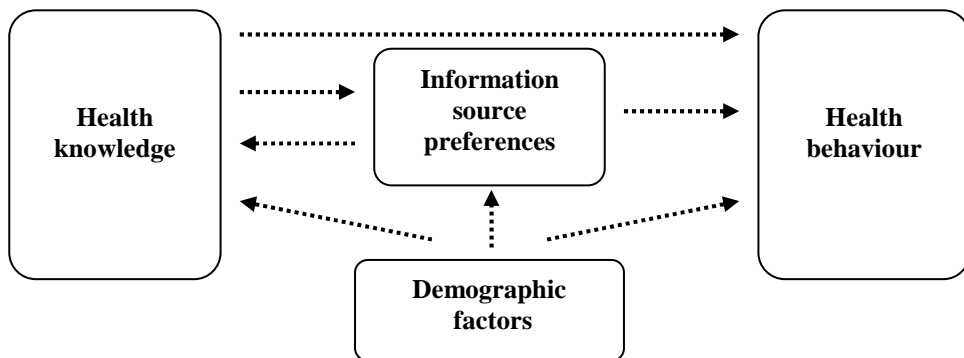 Health
knowledge
Information
source
preferences
Health
behaviour
Demographic
factors